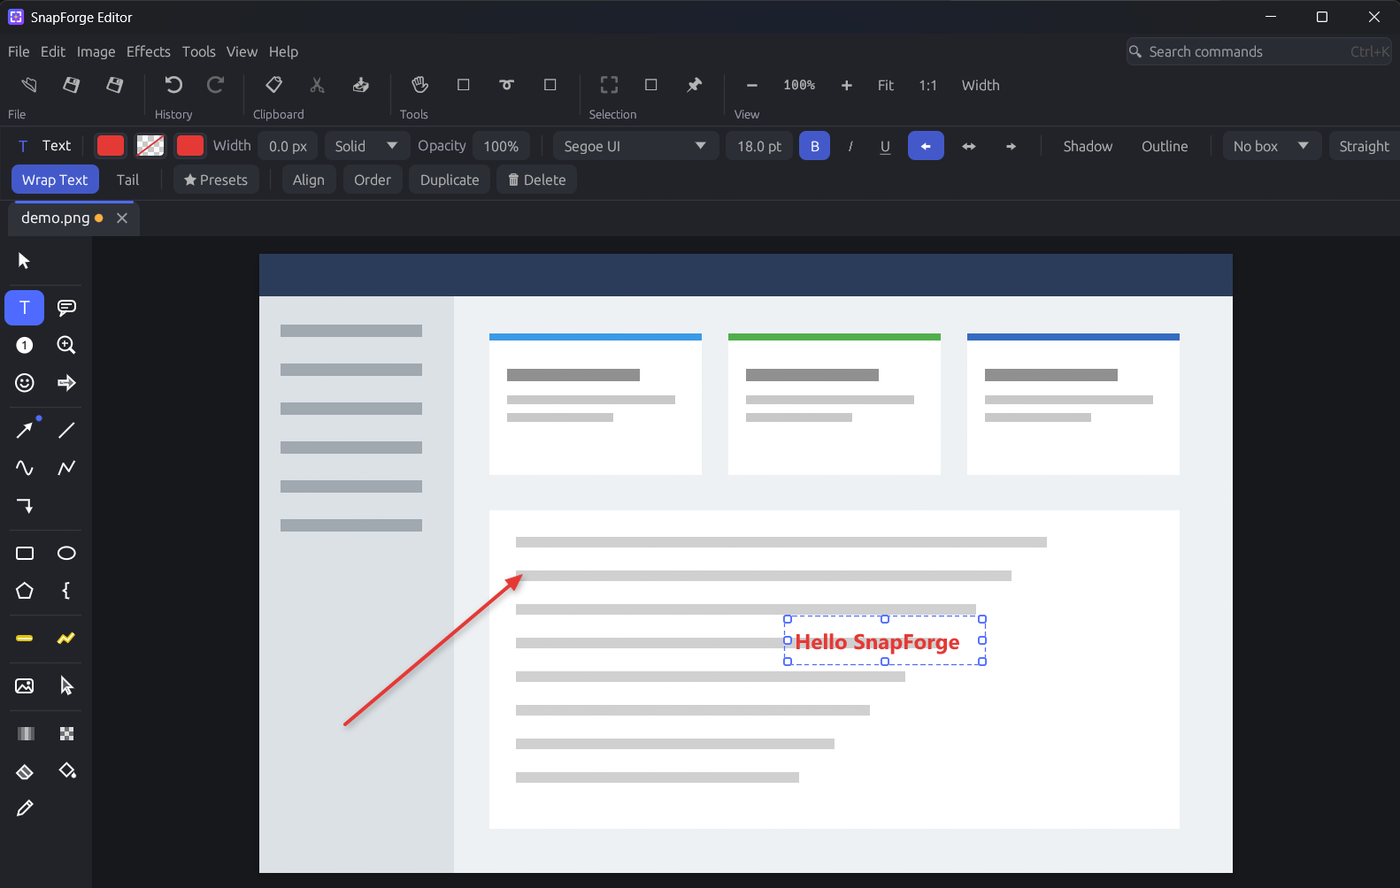 SnapForge Editor
File Edit Image Effects Tools View Help
Search commands Ctrl+K
100% Fit 1:1 Width
File History Clipboard Tools Selection View
T Text Width 0.0 px Solid Opacity 100% Segoe UI 18.0 pt B I U Shadow Outline No box Straight
Wrap Text Tail Presets Align Order Duplicate Delete
demo.png
T
1
Hello SnapForge